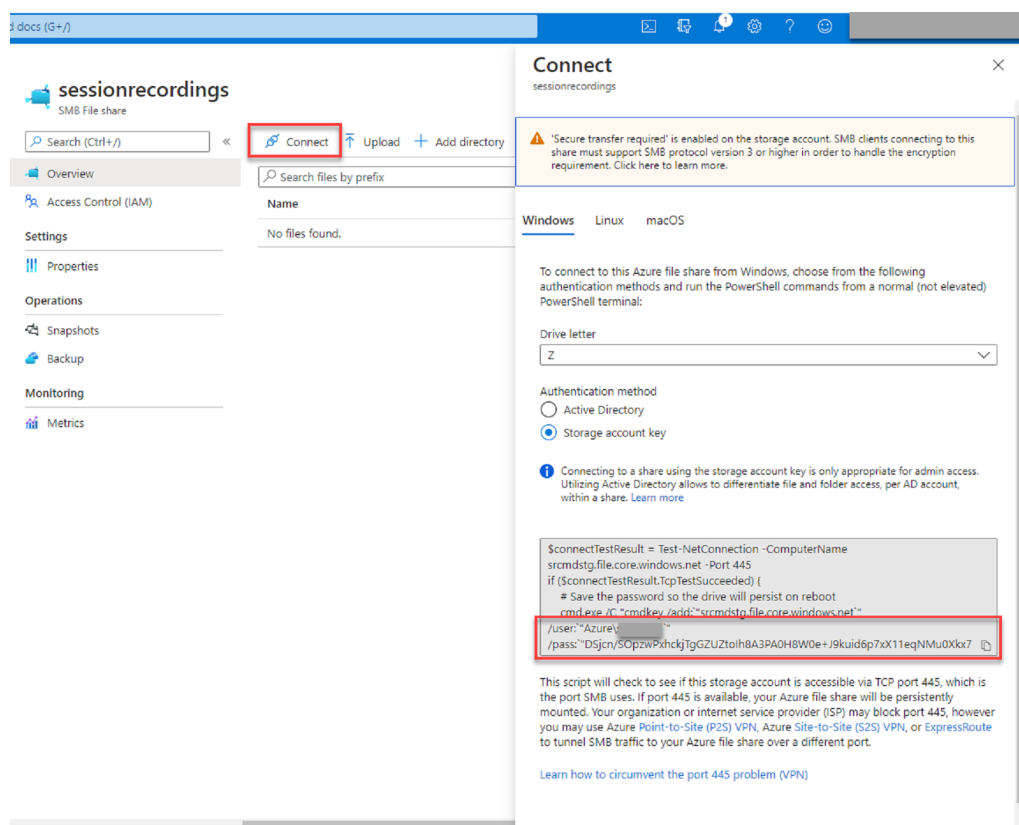 d docs (G+/)
1
sessionrecordings
SMB File share
Search (Ctrl+/)
«
Overview
Access Control (IAM)
Settings
Properties
Operations
Snapshots
Backup
Monitoring
Metrics
Connect
Upload
Add directory
Search files by prefix
Name
No files found.
Connect
sessionrecordings
'Secure transfer required' is enabled on the storage account. SMB clients connecting to this
share must support SMB protocol version 3 or higher in order to handle the encryption
requirement. Click here to learn more.
Windows
Linux
macOS
To connect to this Azure file share from Windows, choose from the following
authentication methods and run the PowerShell commands from a normal (not elevated)
PowerShell terminal:
Drive letter
Z
Authentication method
Active Directory
Storage account key
Connecting to a share using the storage account key is only appropriate for admin access.
Utilizing Active Directory allows to differentiate file and folder access, per AD account,
within a share. Learn more
$connectTestResult = Test-NetConnection -ComputerName
srcmdstg.file.core.windows.net -Port 445
if ($connectTestResult.TcpTestSucceeded) {
# Save the password so the drive will persist on reboot
cmd.exe /C "cmdkey /add:`"srcmdstg.file.core.windows.net`"
/user:`"Azure\ `"
/pass:`"
This script will check to see if this storage account is accessible via TCP port 445, which is
the port SMB uses. If port 445 is available, your Azure file share will be persistently
mounted. Your organization or internet service provider (ISP) may block port 445, however
you may use Azure Point-to-Site (P2S) VPN, Azure Site-to-Site (S2S) VPN, or ExpressRoute
to tunnel SMB traffic to your Azure file share over a different port.
Learn how to circumvent the port 445 problem (VPN)